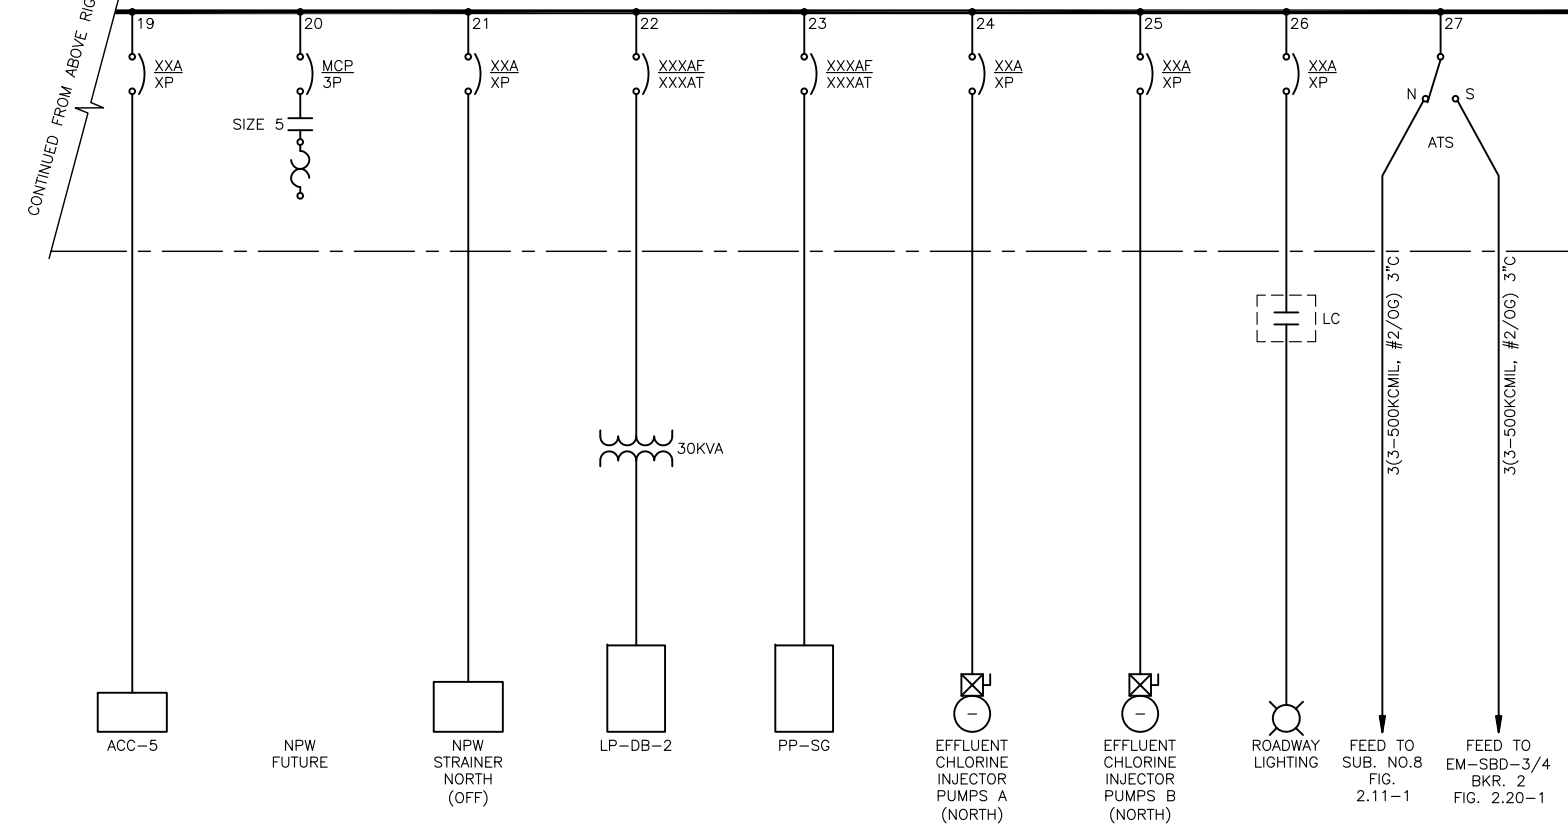 CONTINUED FROM ABOVE RIG
19
20
21
22
23
24
25
26
27
XXA
XP
MCP
3P
XXA
XP
XXXAF
XXXAT
XXXAF
XXXAT
XXA
XP
XXA
XP
XXA
XP
N
S
ATS
SIZE 5
LC
30KVA
3(3-500KCMIL, #2/0G) 3"C
3(3-500KCMIL, #2/0G) 3"C
ACC-5
NPW
FUTURE
NPW
STRAINER
NORTH
(OFF)
LP-DB-2
PP-SG
EFFLUENT
CHLORINE
INJECTOR
PUMPS A
(NORTH)
EFFLUENT
CHLORINE
INJECTOR
PUMPS B
(NORTH)
ROADWAY
LIGHTING
FEED TO
SUB. NO.8
FIG.
2.11-1
FEED TO
EM-SBD-3/4
BKR. 2
FIG. 2.20-1